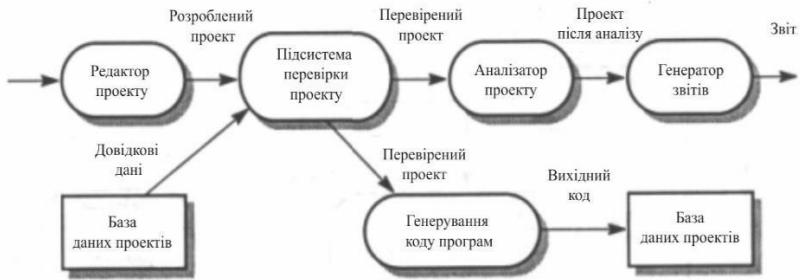 Розроблений
проект
Перевірений
проект
Проект
після аналізу
Звіт
Редактор
проекту
Підсистема
перевірки
проекту
Аналізатор
проекту
Генератор
звітів
Довідкові
дані
Перевірений
проект
Вихідний
код
База
даних проектів
Генерування
коду програм
База
даних проектів